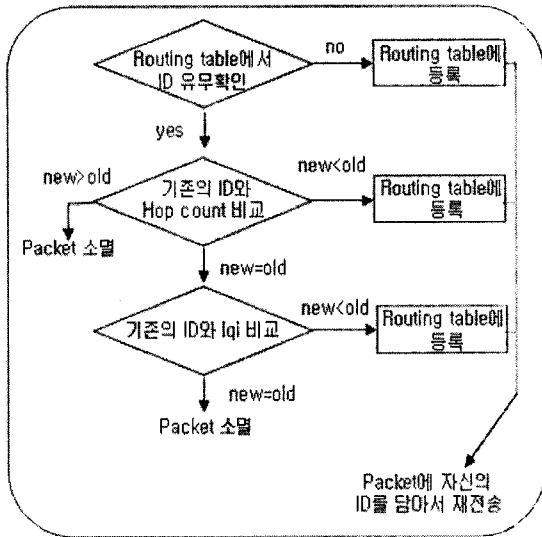 Routing table에서
ID 유무확인
no
Routing table에
등록
yes
new>old
기존의 ID와
Hop count 비교
new<old
Routing table에
등록
Packet 소멸
new=old
기존의 ID와 lqi 비교
new<old
Routing table에
등록
new=old
Packet 소멸
Packet에 자신의
ID를 담아서 재전송